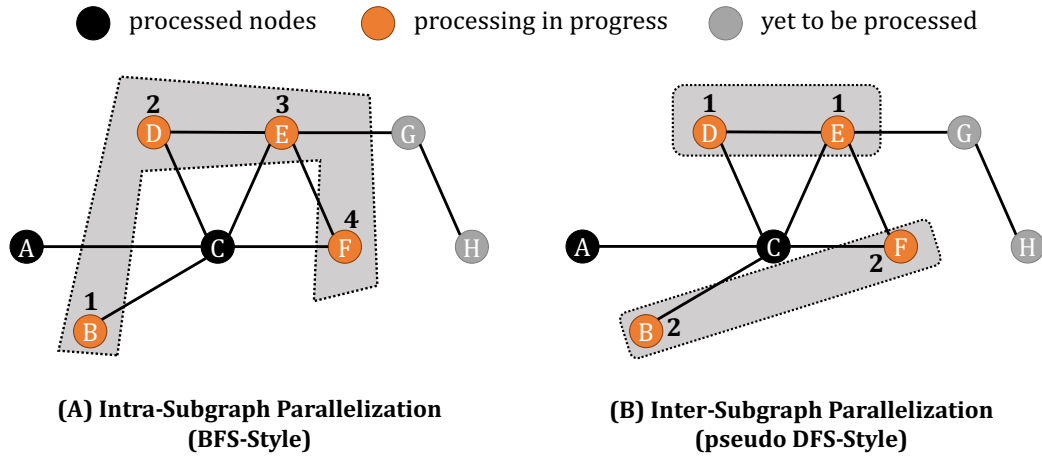 processed nodes processing in progress yet to be processed
2 3 1 1
D E G D E G
4
A C F H A C F H
2
1
B B 2
(A) Intra-Subgraph Parallelization (B) Inter-Subgraph Parallelization
(BFS-Style) (pseudo DFS-Style)